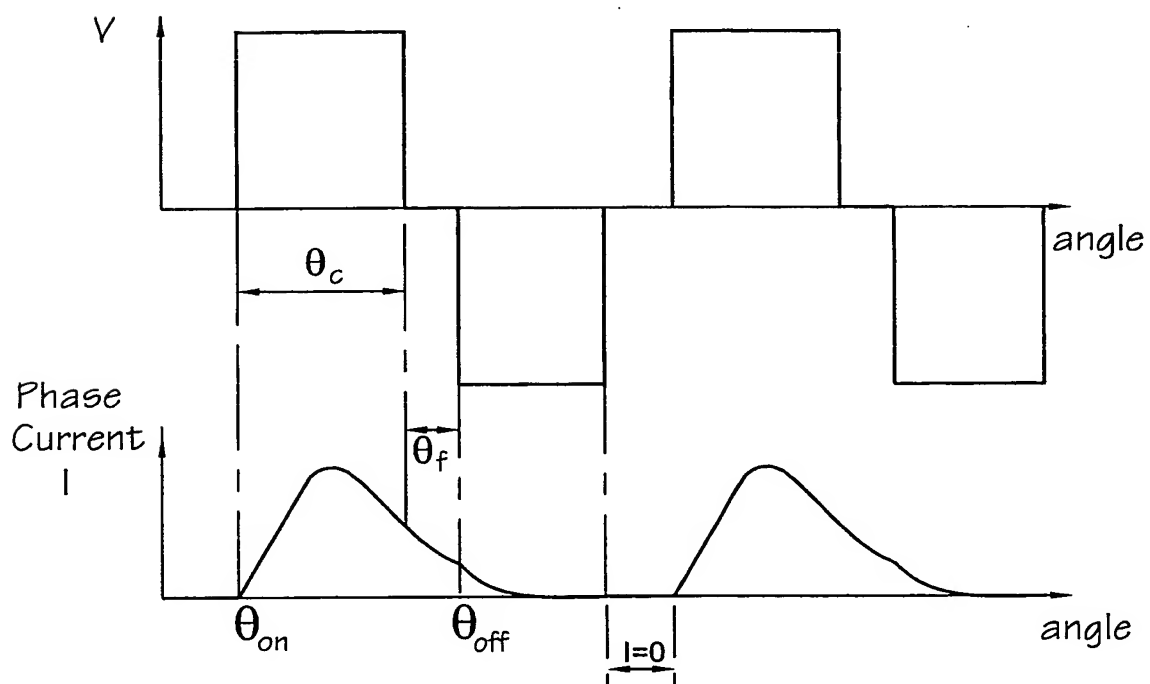 V
angle
θc
Phase
Current
I
θf
θon
θoff
I=0
angle